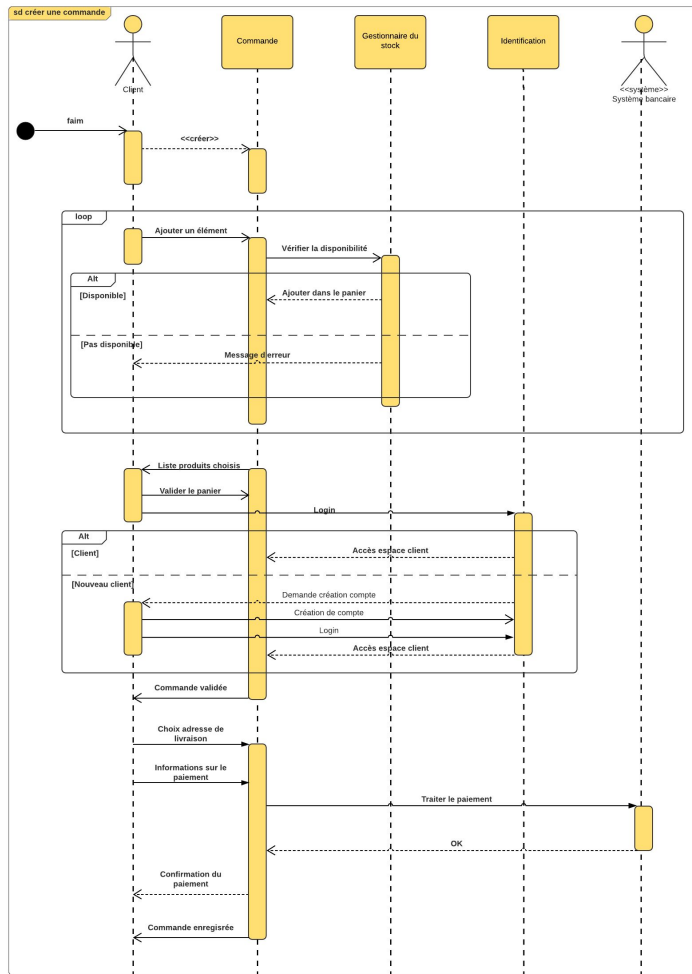 sd créer une commande
Commande
Gestionnaire du
stock
Identification
Client
<<système>>
Système bancaire
faim
<<créer>>
loop
Ajouter un élément
Vérifier la disponibilité
Alt
[Disponible]
Ajouter dans le panier
[Pas disponible]
Message d'erreur
Liste produits choisis
Valider le panier
Login
Alt
[Client]
Accès espace client
[Nouveau client]
Demande création compte
Création de compte
Login
Accès espace client
Commande validée
Choix adresse de
livraison
Informations sur le
paiement
Traiter le paiement
OK
Confirmation du
paiement
Commande enregisrée